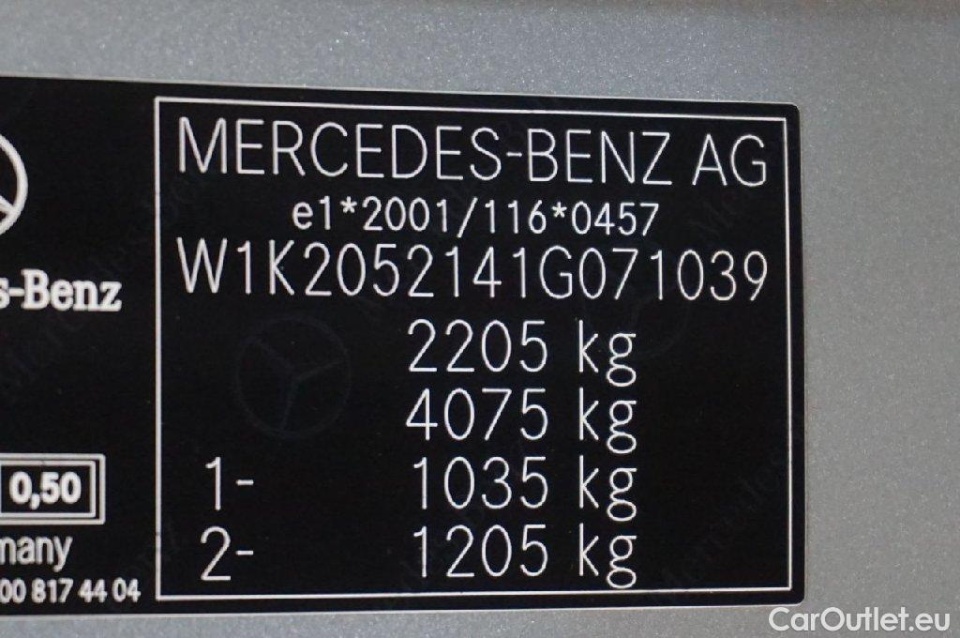 MERCEDES-BENZ AG
e1*2001/116*0457
W1K2052141G071039
s-Benz
2205 kg
4075 kg
1- 1035 kg
0,50
2- 1205 kg
many
00 817 44 04
CarOutlet.eu